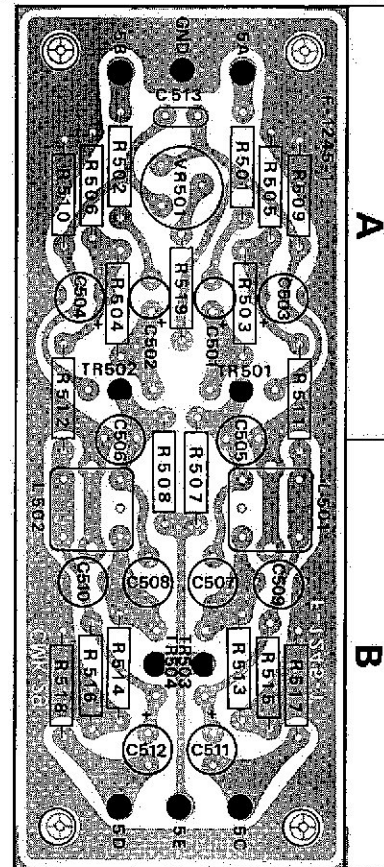 5B GND 5A
C513
F-1245-1
R510 R506 R502 VR501 R501 R505 R509
A
C504 R504 C502 R519 C501 R503 C503
TR502 TR501
R512 R511
C506 R508 R507 C505
L502 L501
C510 C508 C507 C509
B
TR504 TR503
R518 R516 R514 R513 R515 R517
C512 C511
5D 5E 5C